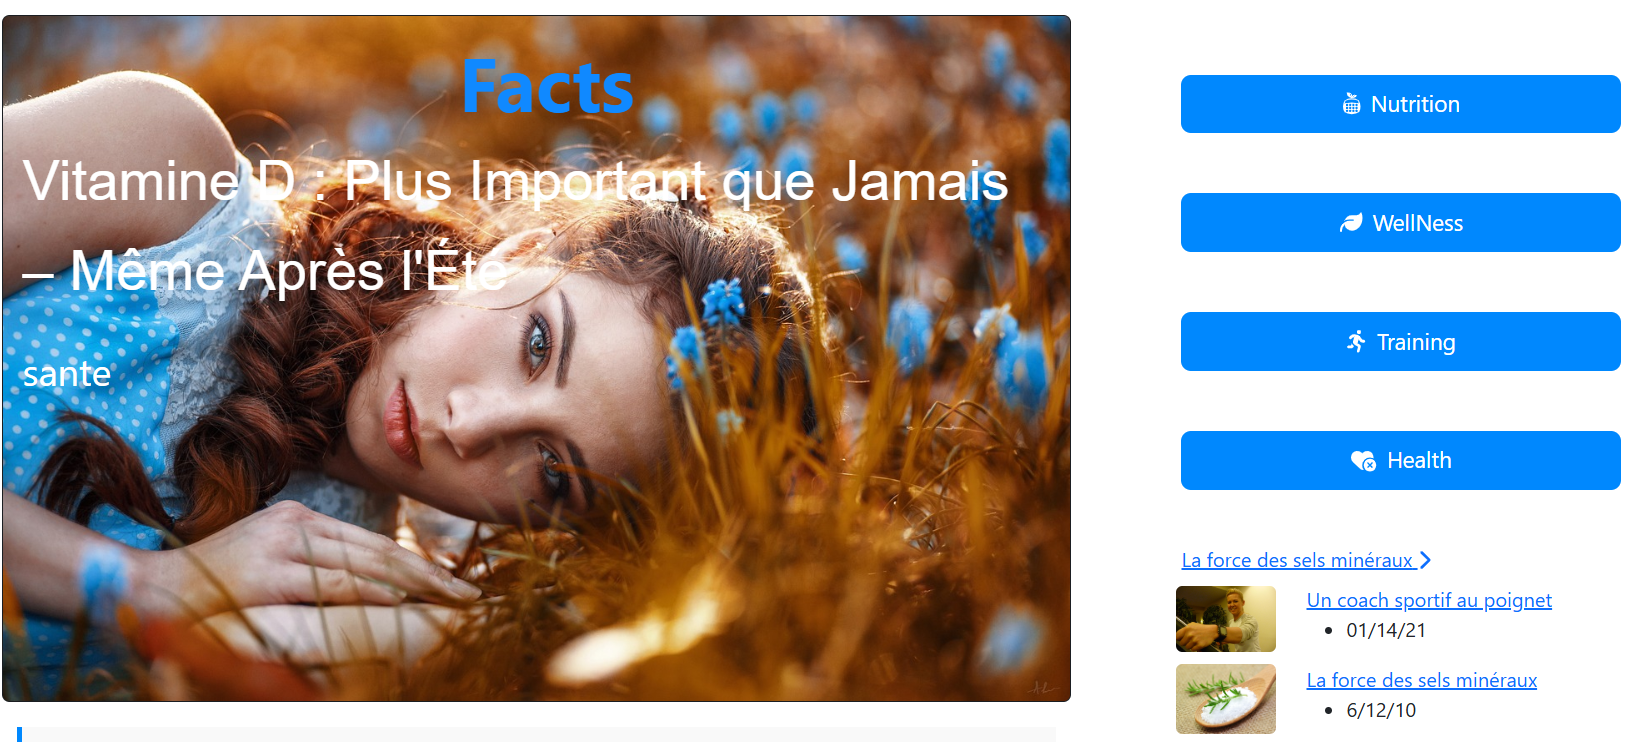 Facts
Vitamine D : Plus Important que Jamais
– Même Après l'Été
sante
Nutrition
WellNess
Training
Health
La force des sels minéraux
Un coach sportif au poignet
01/14/21
La force des sels minéraux
6/12/10